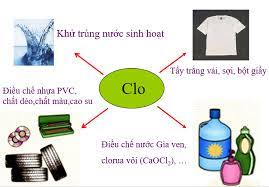 Khử trùng nước sinh hoạt
Tẩy trắng vải, sợi, bột giấy
Điều chế nhựa PVC,
chất dẻo,chất màu,cao su
Clo
Điều chế nước Gia ven,
clorua vôi (CaOCl₂), …